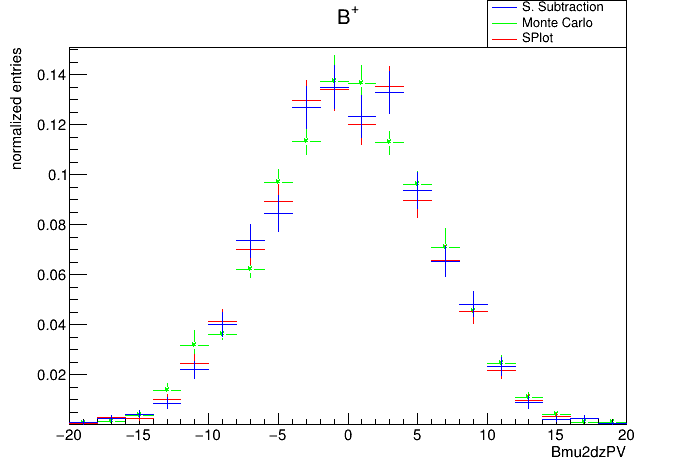 B+
S. Subtraction
Monte Carlo
SPlot
normalized entries
0.14
0.12
0.1
0.08
0.06
0.04
0.02
−20 −15 −10 −5 0 5 10 15 20
Bmu2dzPV